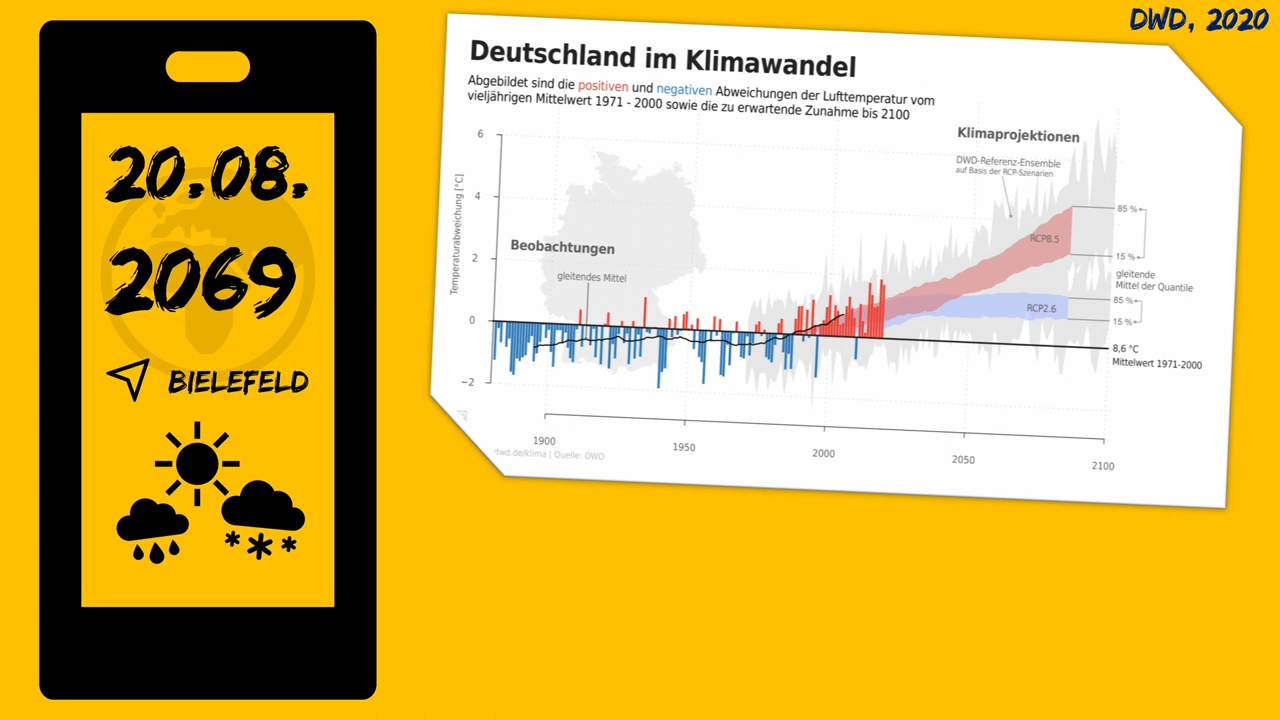 DWD, 2020
20.08.
2069
BIELEFELD
Deutschland im Klimawandel
Abgebildet sind die positiven und negativen Abweichungen der Lufttemperatur vom
vieljährigen Mittelwert 1971 - 2000 sowie die zu erwartende Zunahme bis 2100
Klimaprojektionen
DWD-Referenz-Ensemble
auf Basis der RCP-Szenarien
Temperaturabweichung [°C]
6
4
2
0
−2
Beobachtungen
gleitendes Mittel
RCP8.5
85 %
15 %
gleitende
Mittel der Quantile
RCP2.6
85 %
15 %
8,6 °C
Mittelwert 1971-2000
1900
1950
2000
2050
2100
dwd.de/klima | Quelle: DWD